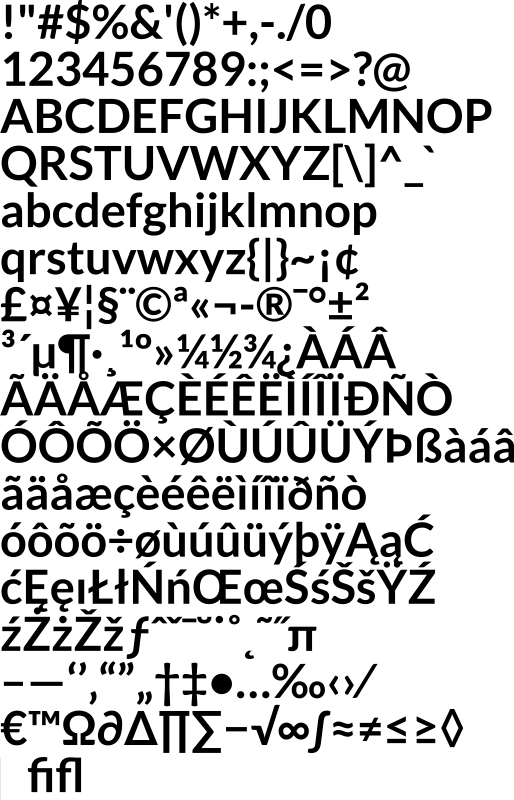 !"#$%&'()*+,-./0
123456789:;<=>?@
ABCDEFGHIJKLMNOP
QRSTUVWXYZ[\]^_`
abcdefghijklmnop
qrstuvwxyz{|}~¡¢
£¤¥¦§¨©ª«¬-®¯°±²
³´µ¶·¸¹º»¼½¾¿ÀÁÂ
ÃÄÅÆÇÈÉÊËÌÍÎÏÐÑÒ
ÓÔÕÖ×ØÙÚÛÜÝÞßàáâ
ãäåæçèéêëìíîïðñò
óôõö÷øùúûüýþÿĄąĆ
ćĘęıŁłŃńŒœŚśŠšŸŹ
źŻżŽžƒˆˇˉ˘˙˚˛˜˝π
–—‘’‚“”„†‡•…‰‹›⁄
€™Ω∂∆∏∑−√∞∫≈≠≤≥◊
fifl